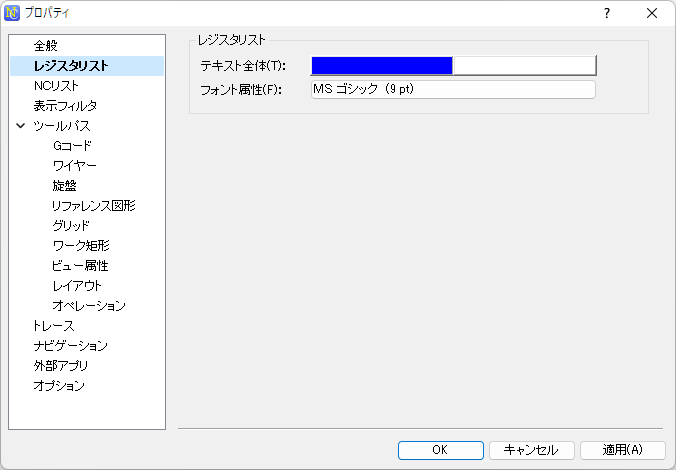 プロパティ
?
全般
レジスタリスト
NCリスト
表示フィルタ
ツールパス
Gコード
ワイヤー
旋盤
リファレンス図形
グリッド
ワーク矩形
ビュー属性
レイアウト
オペレーション
トレース
ナビゲーション
外部アプリ
オプション
レジスタリスト
テキスト全体(T):
フォント属性(F): MS ゴシック (9 pt)
OK キャンセル 適用(A)